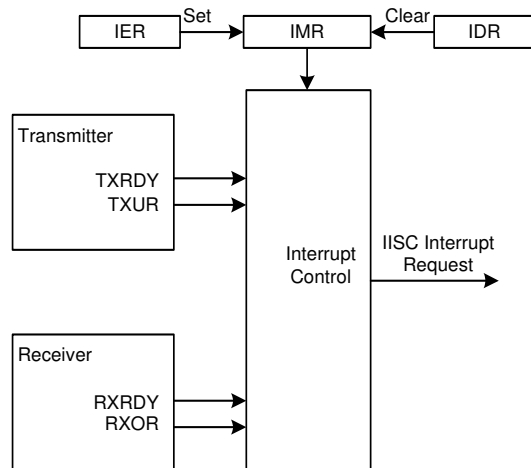 Set
Clear
IER
IMR
IDR
Transmitter
TXRDY
TXUR
Interrupt
Control
IISC Interrupt
Request
Receiver
RXRDY
RXOR